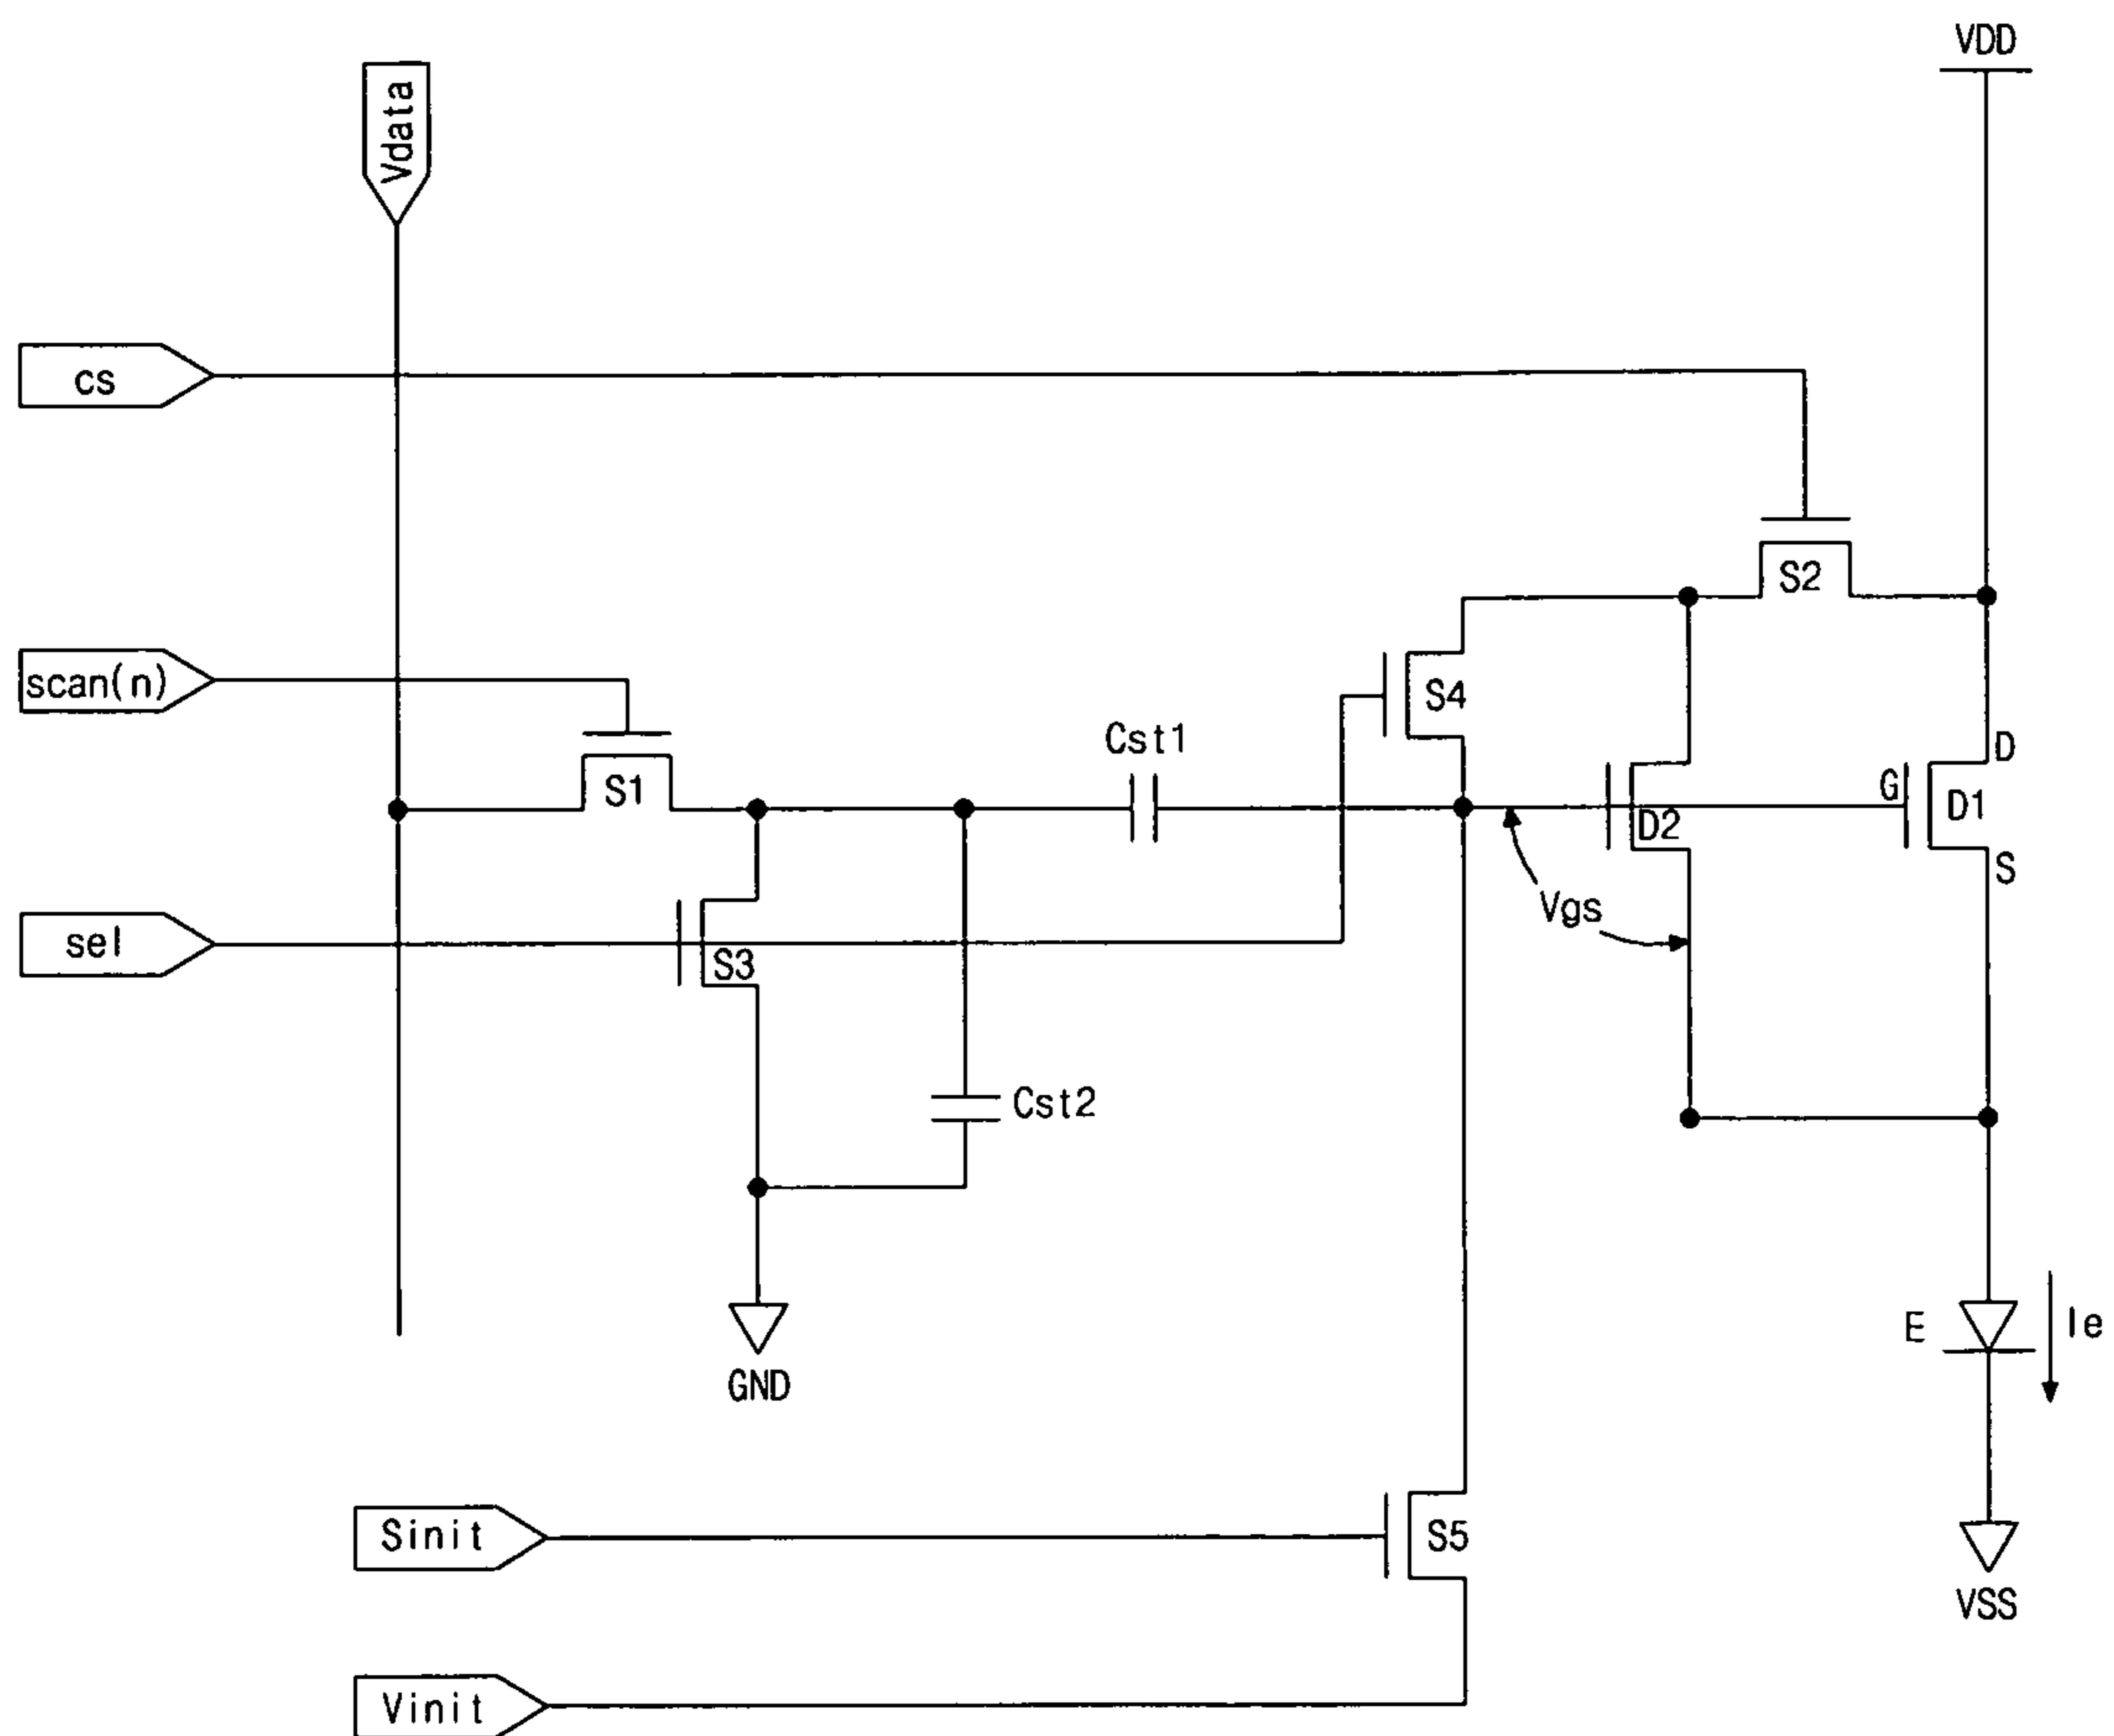 VDD
Vdata
cs
S2
scan(n)
S4
Cst1
D
S1
G
D1
D2
S
Vgs
sel
S3
Cst2
E
Ie
GND
Sinit
S5
VSS
Vinit